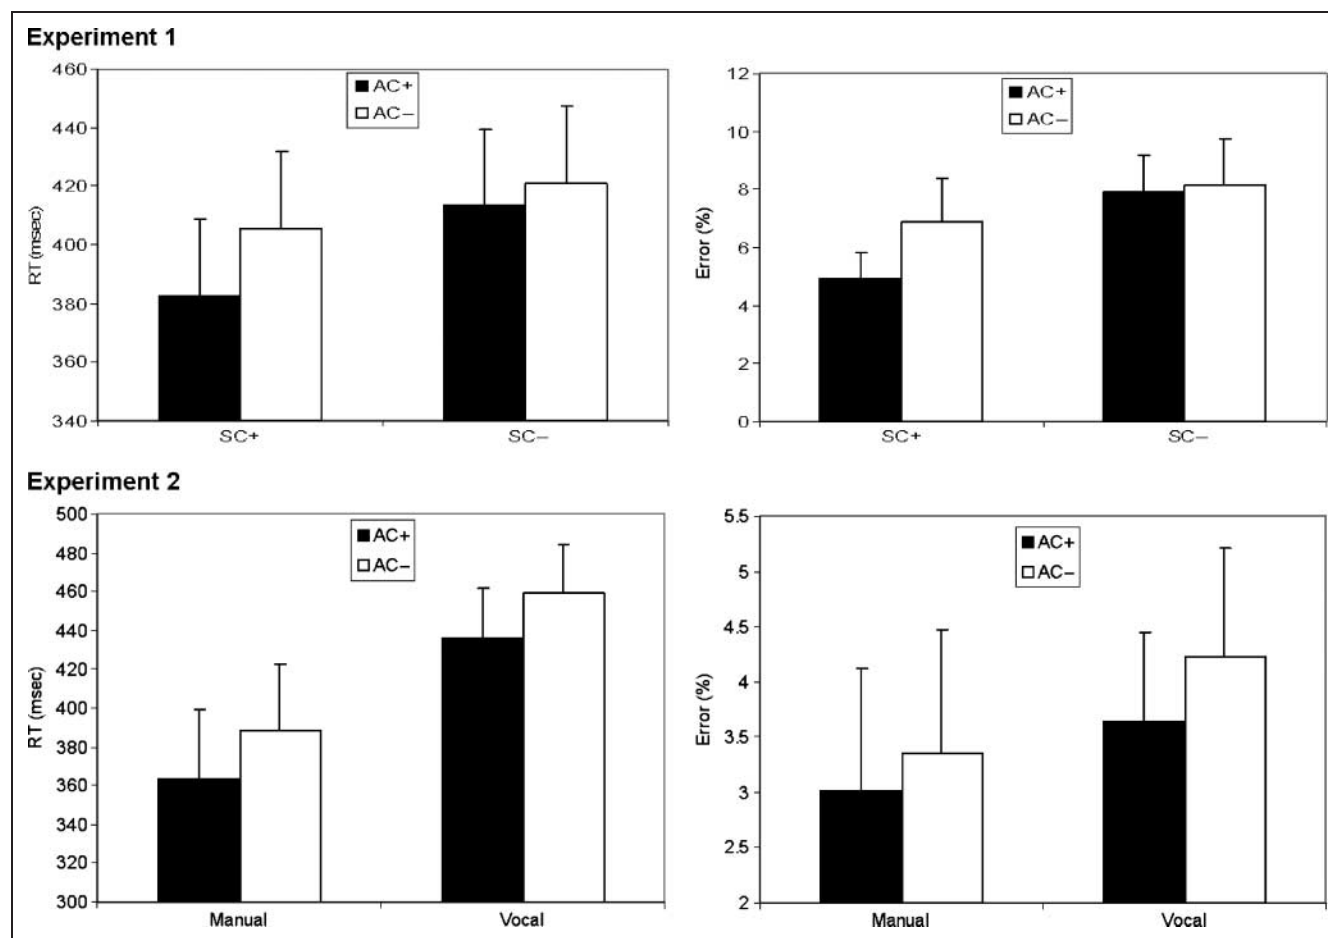 Experiment 1
460
440
420
400
380
360
340
RT (msec)
AC+
AC–
SC+
SC–
12
10
8
6
4
2
0
Error (%)
AC+
AC–
SC+
SC–
Experiment 2
500
480
460
440
420
400
380
360
340
320
300
RT (msec)
AC+
AC–
Manual
Vocal
5.5
5
4.5
4
3.5
3
2.5
2
Error (%)
AC+
AC–
Manual
Vocal